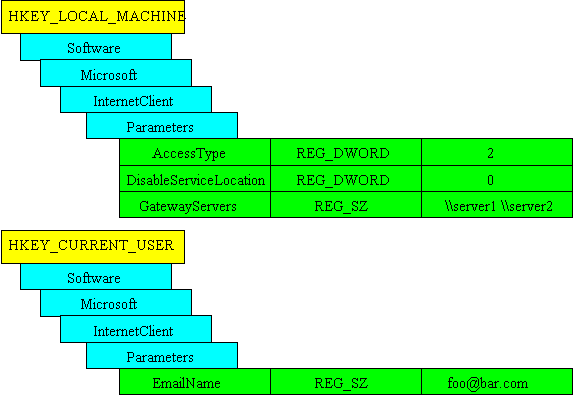 HKEY_LOCAL_MACHINE
Software
Microsoft
InternetClient
Parameters
AccessType REG_DWORD 2
DisableServiceLocation REG_DWORD 0
GatewayServers REG_SZ \\server1 \\server2
HKEY_CURRENT_USER
Software
Microsoft
InternetClient
Parameters
EmailName REG_SZ foo@bar.com